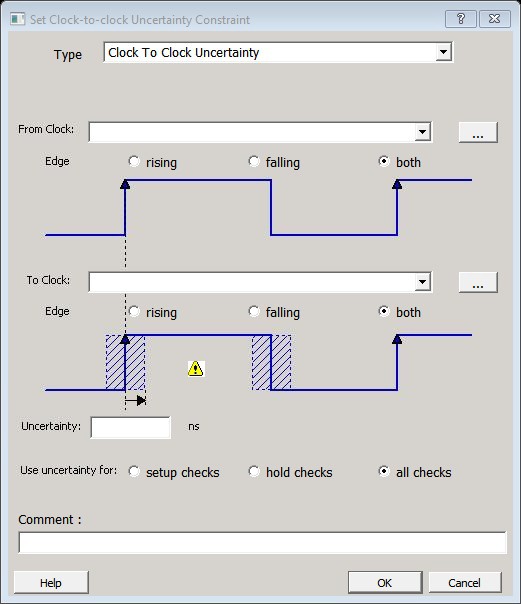 Set Clock-to-clock Uncertainty Constraint
Type Clock To Clock Uncertainty
From Clock: ...
Edge rising falling both
To Clock: ...
Edge rising falling both
Uncertainty: ns
Use uncertainty for: setup checks hold checks all checks
Comment :
Help OK Cancel